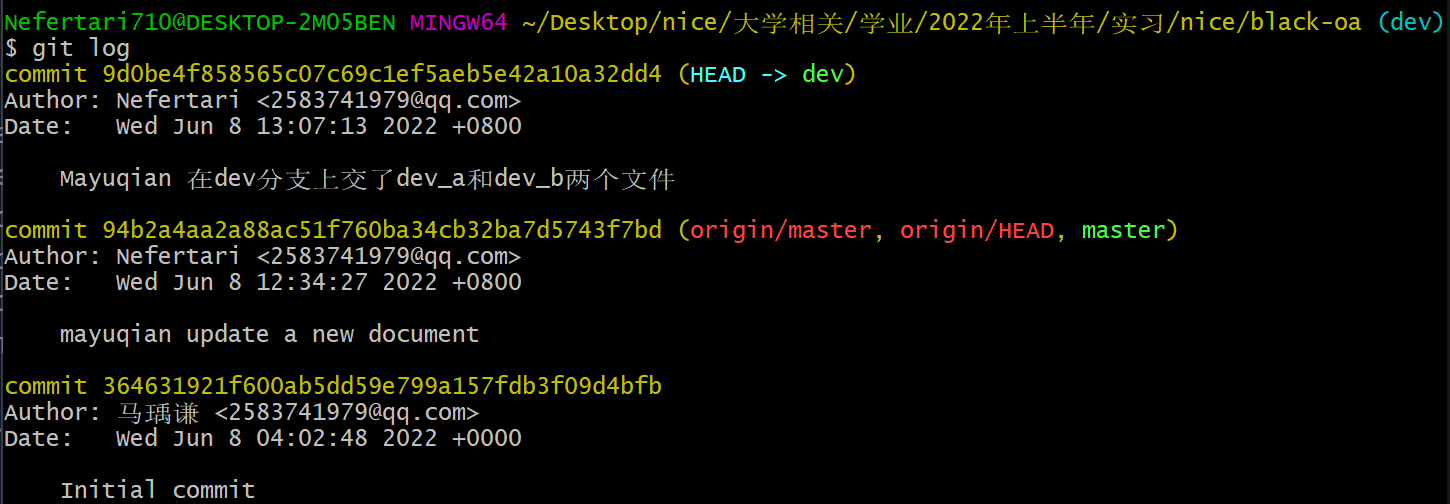 Nefertari710@DESKTOP-2M05BEN MINGW64 ~/Desktop/nice/大学相关/学业/2022年上半年/实习/nice/black-oa (dev)
$ git log
commit 9d0be4f858565c07c69c1ef5aeb5e42a10a32dd4 (HEAD -> dev)
Author: Nefertari <2583741979@qq.com>
Date:   Wed Jun 8 13:07:13 2022 +0800
    Mayuqian 在dev分支上交了dev_a和dev_b两个文件
commit 94b2a4aa2a88ac51f760ba34cb32ba7d5743f7bd (origin/master, origin/HEAD, master)
Author: Nefertari <2583741979@qq.com>
Date:   Wed Jun 8 12:34:27 2022 +0800
    mayuqian update a new document
commit 364631921f600ab5dd59e799a157fdb3f09d4bfb
Author: 马瑀谦 <2583741979@qq.com>
Date:   Wed Jun 8 04:02:48 2022 +0000
    Initial commit